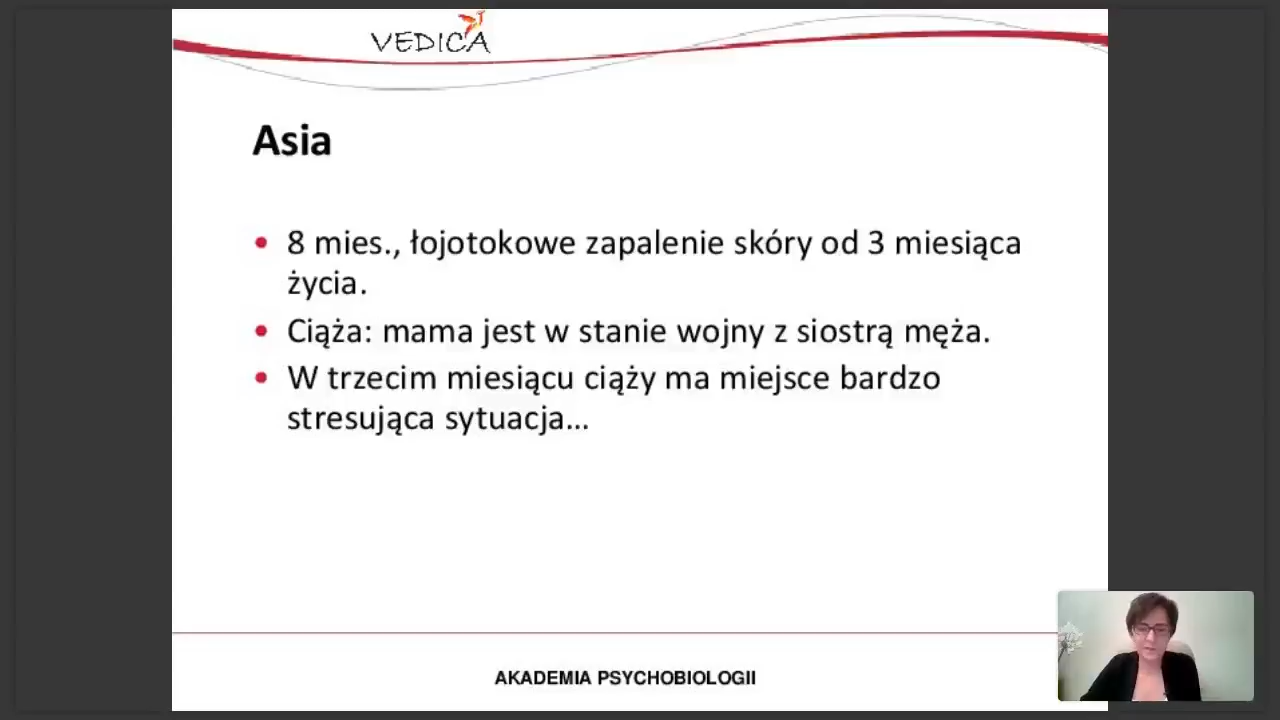 VEDICA
Asia
• 8 mies., łojotokowe zapalenie skóry od 3 miesiąca
życia.
• Ciąża: mama jest w stanie wojny z siostrą męża.
• W trzecim miesiącu ciąży ma miejsce bardzo
stresująca sytuacja...
AKADEMIA PSYCHOBIOLOGII